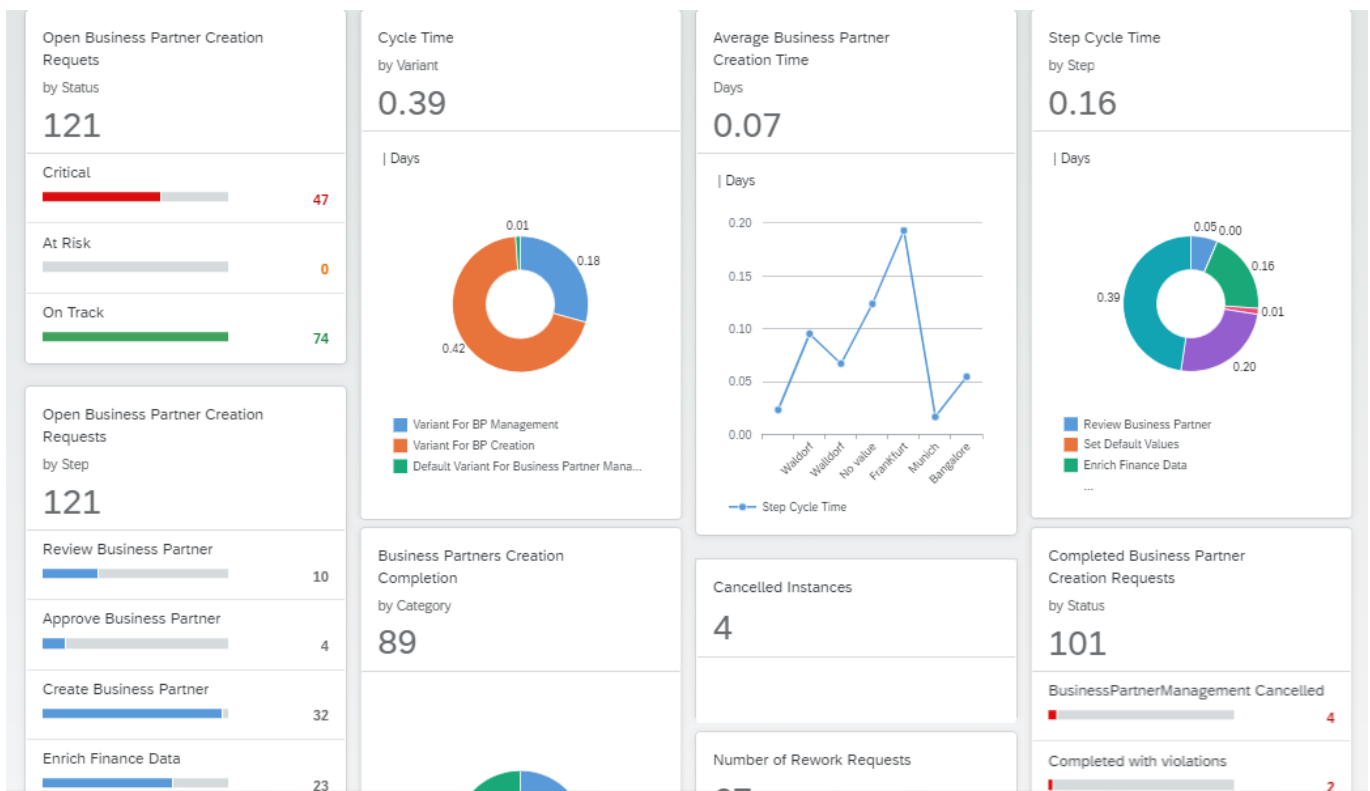 Open Business Partner Creation
Requets
by Status
121
Critical
47
At Risk
0
On Track
74
Open Business Partner Creation
Requests
by Step
121
Review Business Partner
10
Approve Business Partner
4
Create Business Partner
32
Enrich Finance Data
23
Cycle Time
by Variant
0.39
| Days
0.01
0.18
0.42
Variant For BP Management
Variant For BP Creation
Default Variant For Business Partner Mana...
Business Partners Creation
Completion
by Category
89
Average Business Partner
Creation Time
Days
0.07
| Days
0.20
0.15
0.10
0.05
0.00
Waldorf
Walldorf
No value
FranKfurt
Munich
Bangalore
Step Cycle Time
Cancelled Instances
4
Number of Rework Requests
Step Cycle Time
by Step
0.16
| Days
0.05
0.00
0.16
0.01
0.20
0.39
Review Business Partner
Set Default Values
Enrich Finance Data
...
Completed Business Partner
Creation Requests
by Status
101
BusinessPartnerManagement Cancelled
4
Completed with violations
2